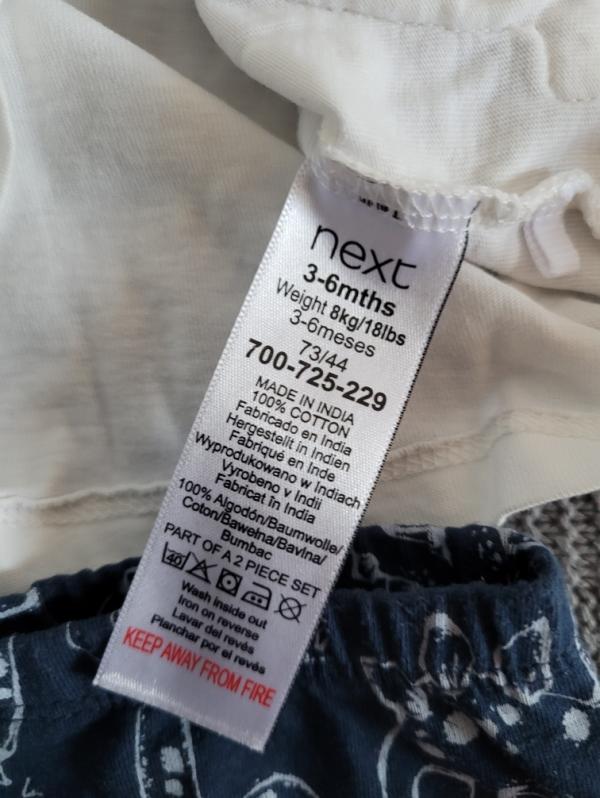 next
3-6mths
Weight 8kg/18lbs
3-6meses
73/44
700-725-229
MADE IN INDIA
100% COTTON
Fabricado en India
Hergestellt in Indien
Fabriqué en Inde
Wyprodukowano w Indiach
Vyrobeno v Indii
Fabricat în India
100% Algodón/Baumwolle/
Coton/Bawełna/Bavlna/
Bumbac
PART OF A 2 PIECE SET
40
Wash inside out
Iron on reverse
Lavar del revés
Planchar por el revés
KEEP AWAY FROM FIRE